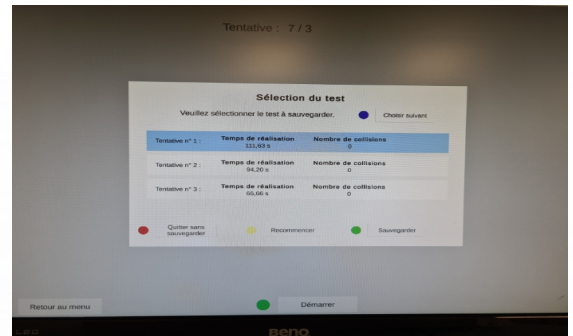 Tentative : 7 / 3
Sélection du test
Veuillez sélectionner le test à sauvegarder.
Choisir suivant
Tentative n° 1 : Temps de réalisation Nombre de collisions
111,63 s 0
Tentative n° 2 : Temps de réalisation Nombre de collisions
94,20 s 0
Tentative n° 3 : Temps de réalisation Nombre de collisions
66,66 s 0
Quitter sans sauvegarder
Recommencer
Sauvegarder
Retour au menu
Démarrer
LED
BenQ